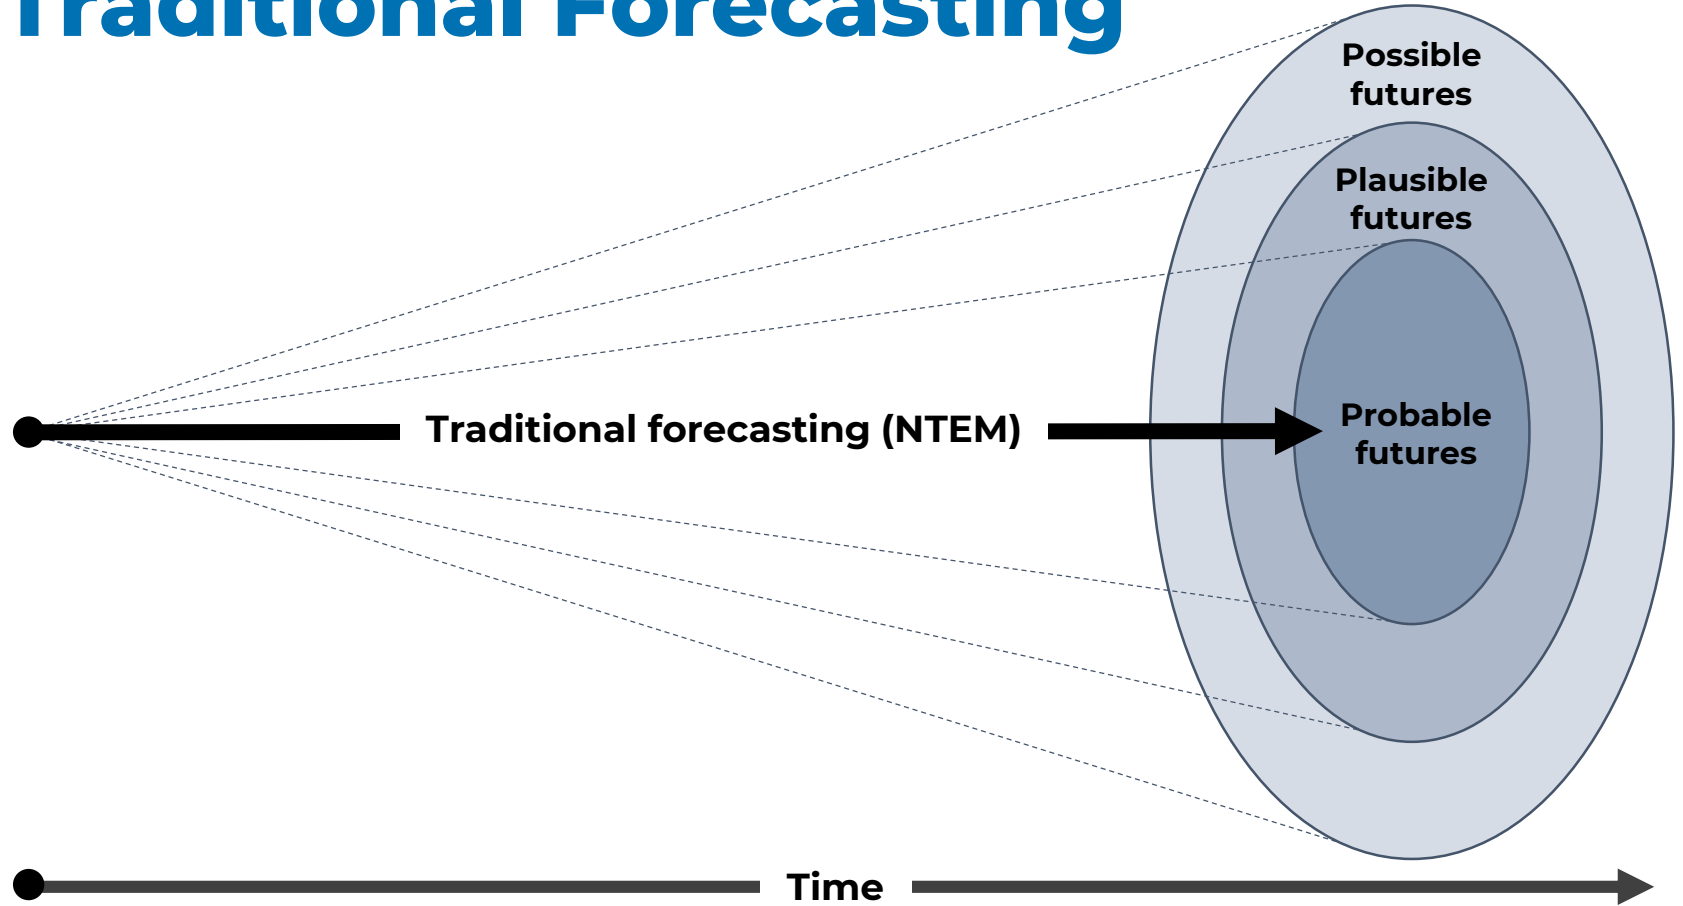 Traditional Forecasting
Possible
futures
Plausible
futures
Traditional forecasting (NTEM)
Probable
futures
Time